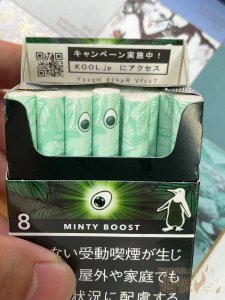 キャンペーン実施中!
KOOL.jp にアクセス
8
MINTY BOOST
ない受動喫煙が生じ
屋外や家庭でも
状況に配慮する